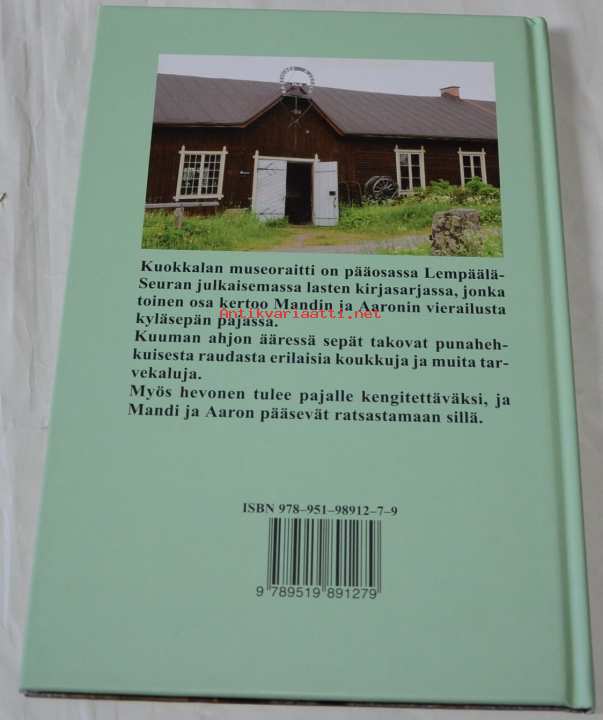 Kuokkalan museoraitti on pääosassa Lempäälä-
Seuran julkaisemassa lasten kirjasarjassa, jonka
toinen osa kertoo Mandin ja Aaronin vierailusta
Antikvariaatti.net
kyläsepän pajassa.
Kuuman ahjon ääressä sepät takovat punaheh-
kuisesta raudasta erilaisia koukkuja ja muita tar-
vekaluja.
Myös hevonen tulee pajalle kengitettäväksi, ja
Mandi ja Aaron pääsevät ratsastamaan sillä.
ISBN 978–951–98912–7–9
9 789519 891279